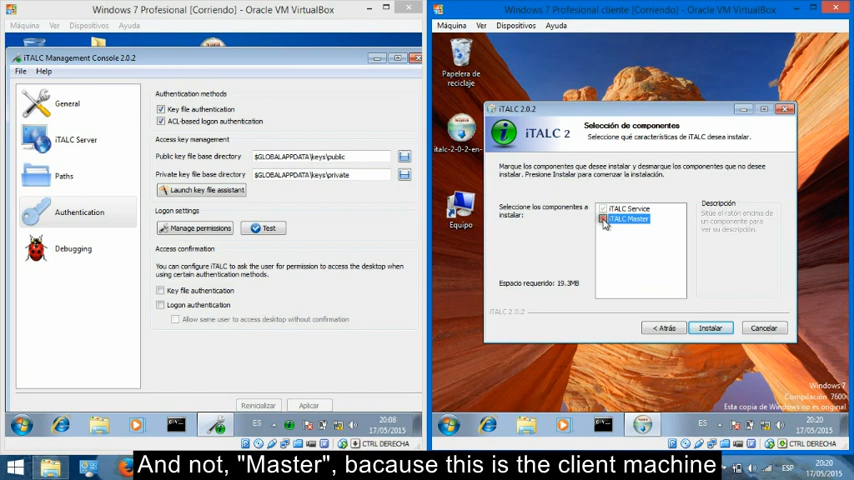 Windows 7 Profesional [Corriendo] - Oracle VM VirtualBox
Máquina Ver Dispositivos Ayuda
iTALC Management Console 2.0.2
File Help
General
iTALC Server
Paths
Authentication
Debugging
Authentication methods
Key file authentication
ACL-based logon authentication
Access key management
Public key file base directory $GLOBALAPPDATA\keys\public
Private key file base directory $GLOBALAPPDATA\keys\private
Launch key file assistant
Logon settings
Manage permissions Test
Access confirmation
You can configure iTALC to ask the user for permission to access the desktop when
using certain authentication methods.
Key file authentication
Logon authentication
Allow same user to access desktop without confirmation
Reinicializar Aplicar
ES 20:08
17/05/2015
CTRL DERECHA
Windows 7 Profesional cliente [Corriendo] - Oracle VM VirtualBox
Máquina Ver Dispositivos Ayuda
Papelera de
reciclaje
italc-2-0-2-en-
Equipo
iTALC 2.0.2
iTALC 2
Selección de componentes
Seleccione qué características de iTALC desea instalar.
Marque los componentes que desee instalar y desmarque los componentes que no desee
instalar. Presione Instalar para comenzar la instalación.
Seleccione los componentes a
instalar:
iTALC Service
iTALC Master
Descripción
Sitúe el ratón encima de
un componente para
ver su descripción.
Espacio requerido: 19.3MB
iTALC 2.0.2
< Atrás Instalar Cancelar
Windows 7
Compilación 7600
Esta copia de Windows no es original
ES 20:20
17/05/2015
CTRL DERECHA
And not, "Master", bacause this is the client machine
ESP 20:20
17/05/2015